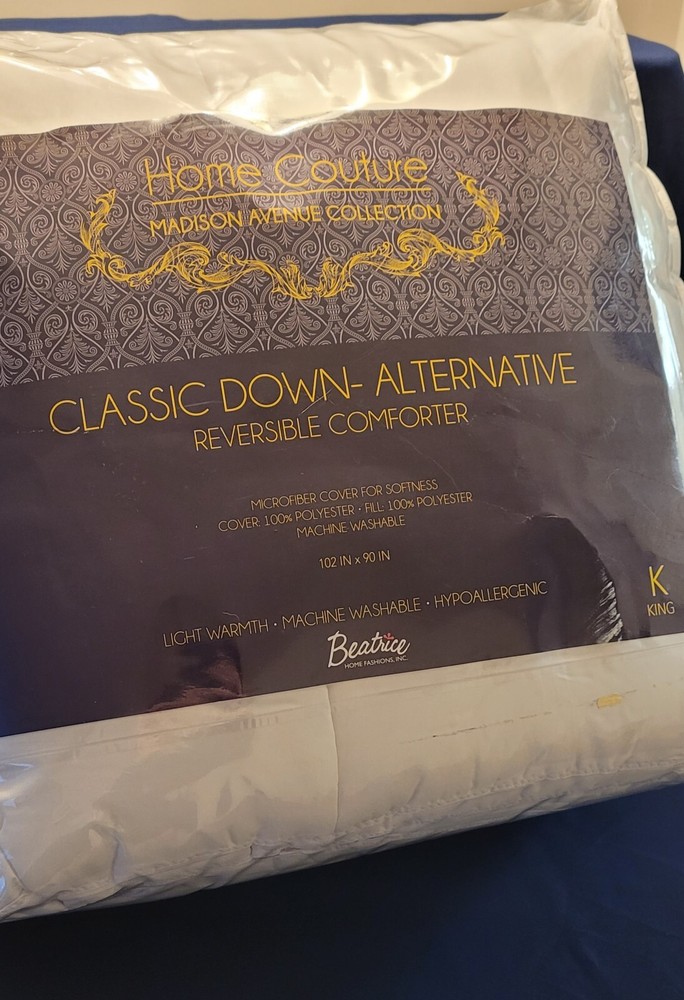 Home Couture
MADISON AVENUE COLLECTION
CLASSIC DOWN- ALTERNATIVE
REVERSIBLE COMFORTER
MICROFIBER COVER FOR SOFTNESS
COVER: 100% POLYESTER • FILL: 100% POLYESTER
MACHINE WASHABLE
102 IN x 90 IN
K
KING
LIGHT WARMTH • MACHINE WASHABLE • HYPOALLERGENIC
Beatrice
HOME FASHIONS, INC.